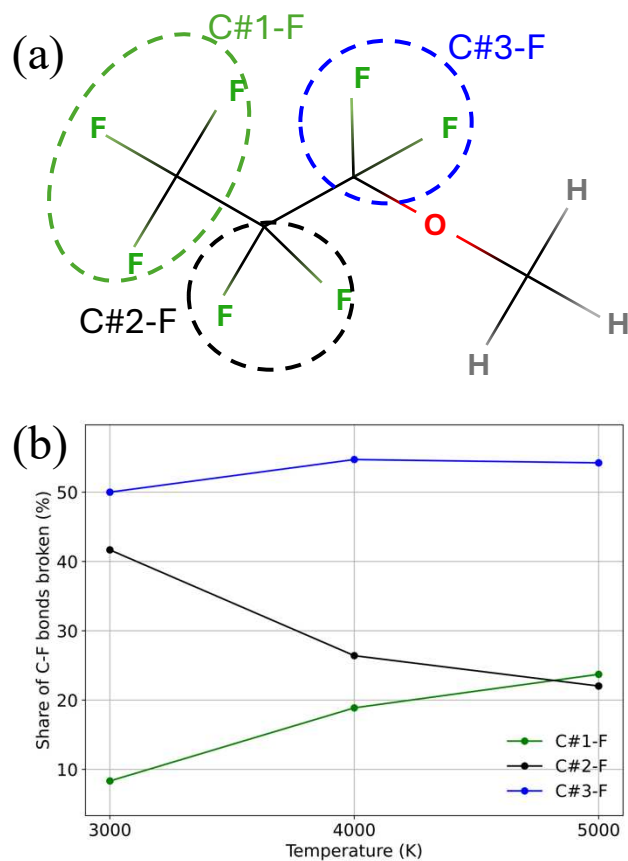 (a)
C#1-F
C#3-F
F
F
F
F
F
O
H
F
C#2-F
F
F
H
H
(b)
Share of C-F bonds broken (%)
50
40
30
20
10
C#1-F
C#2-F
C#3-F
3000
4000
5000
Temperature (K)